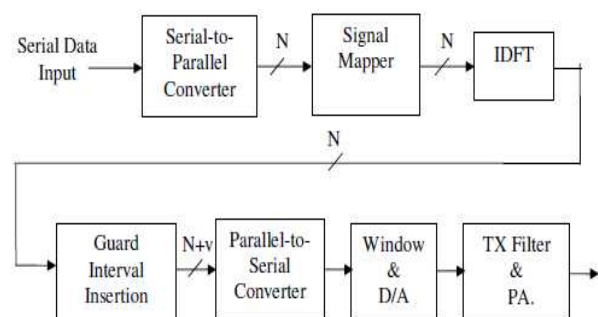 Serial Data
Input
Serial-to-
Parallel
Converter
N
Signal
Mapper
N
IDFT
N
Guard
Interval
Insertion
N+v
Parallel-to-
Serial
Converter
Window
&
D/A
TX Filter
&
PA.